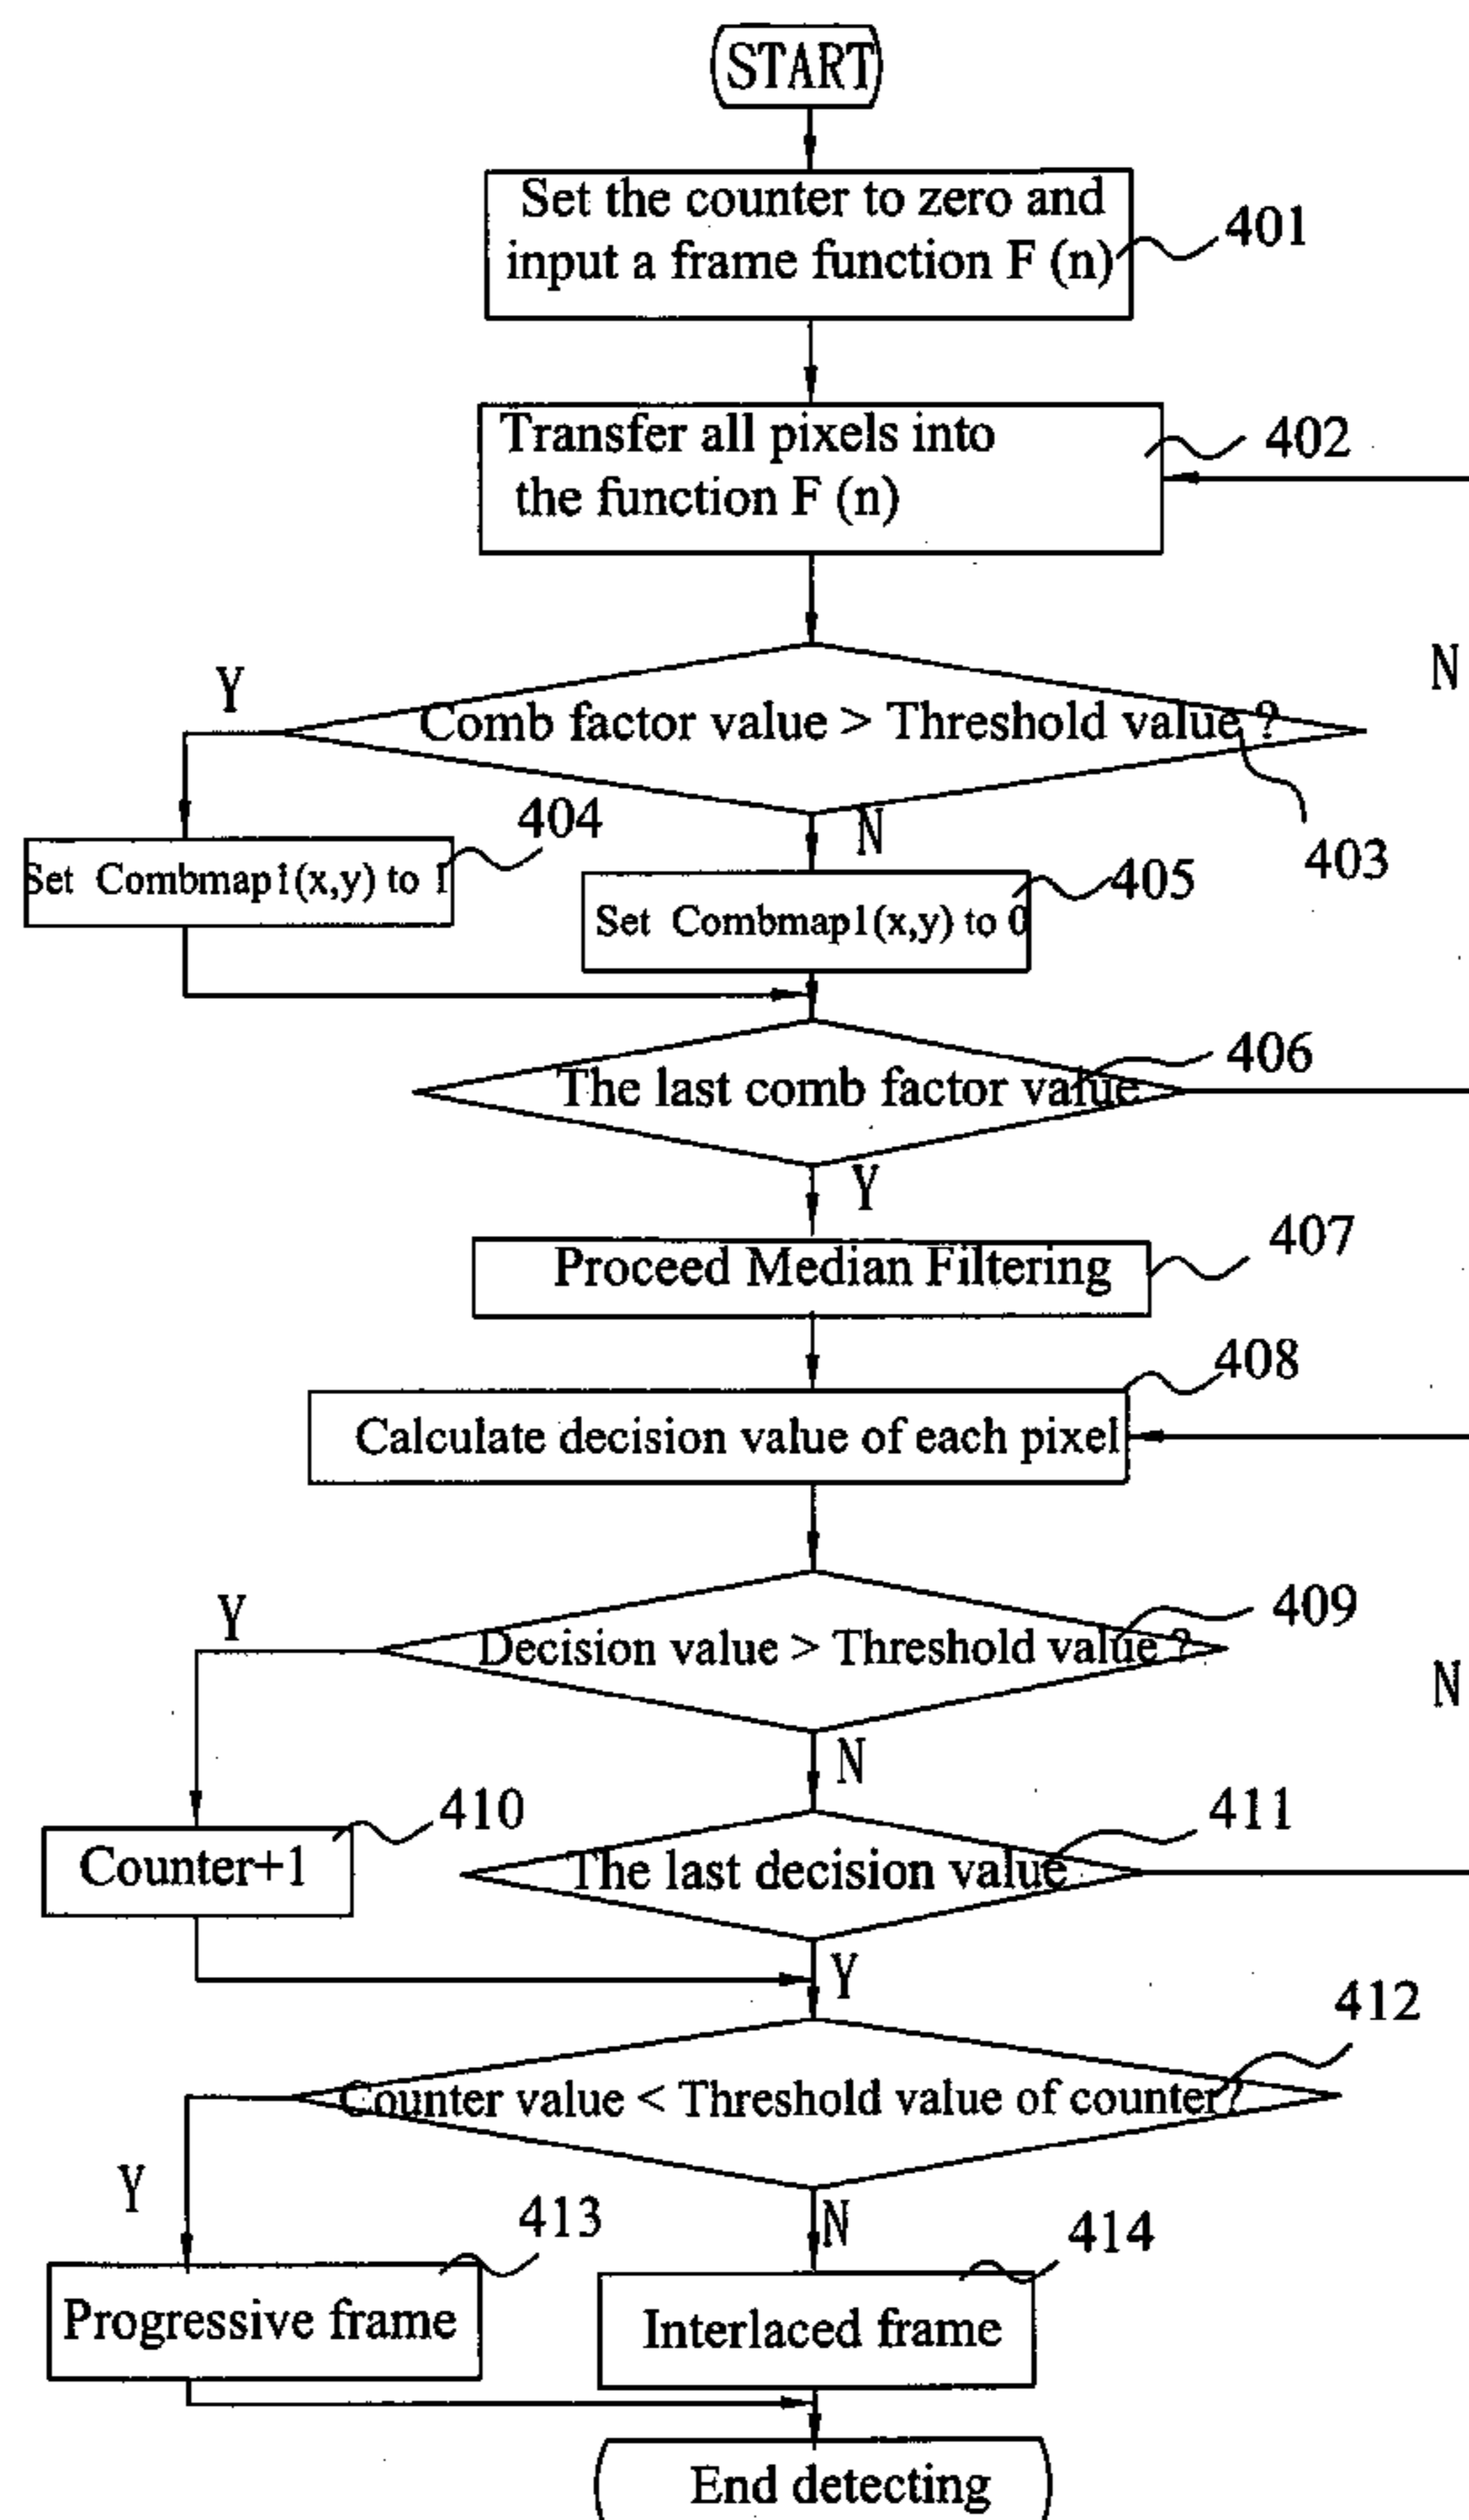 START
Set the counter to zero and
input a frame function F (n)
401
Transfer all pixels into
the function F (n)
402
Y
N
Comb factor value > Threshold value ?
403
404
Set Combmap1(x,y) to 1
N
405
Set Combmap1(x,y) to 0
406
The last comb factor value
Y
407
Proceed Median Filtering
408
Calculate decision value of each pixel
Y
409
Decision value > Threshold value ?
N
N
410
Counter+1
411
The last decision value
Y
412
Counter value < Threshold value of counter?
Y
N
413
Progressive frame
414
Interlaced frame
End detecting